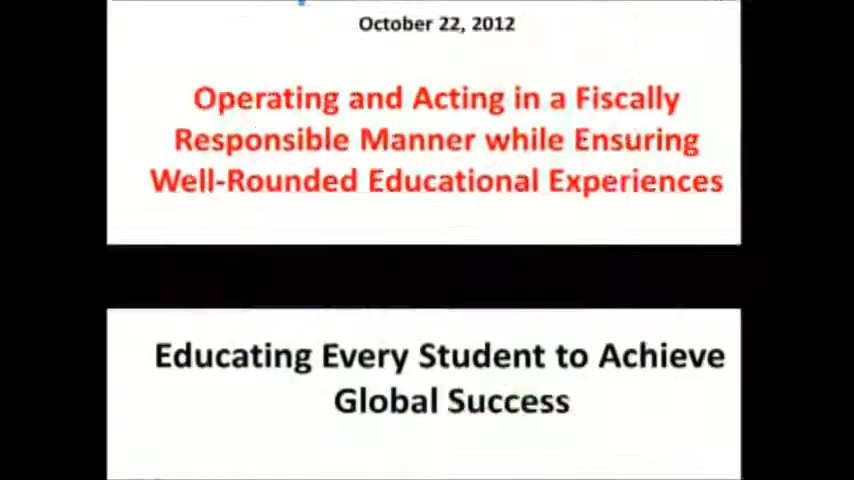 October 22, 2012
Operating and Acting in a Fiscally
Responsible Manner while Ensuring
Well-Rounded Educational Experiences
Educating Every Student to Achieve
Global Success